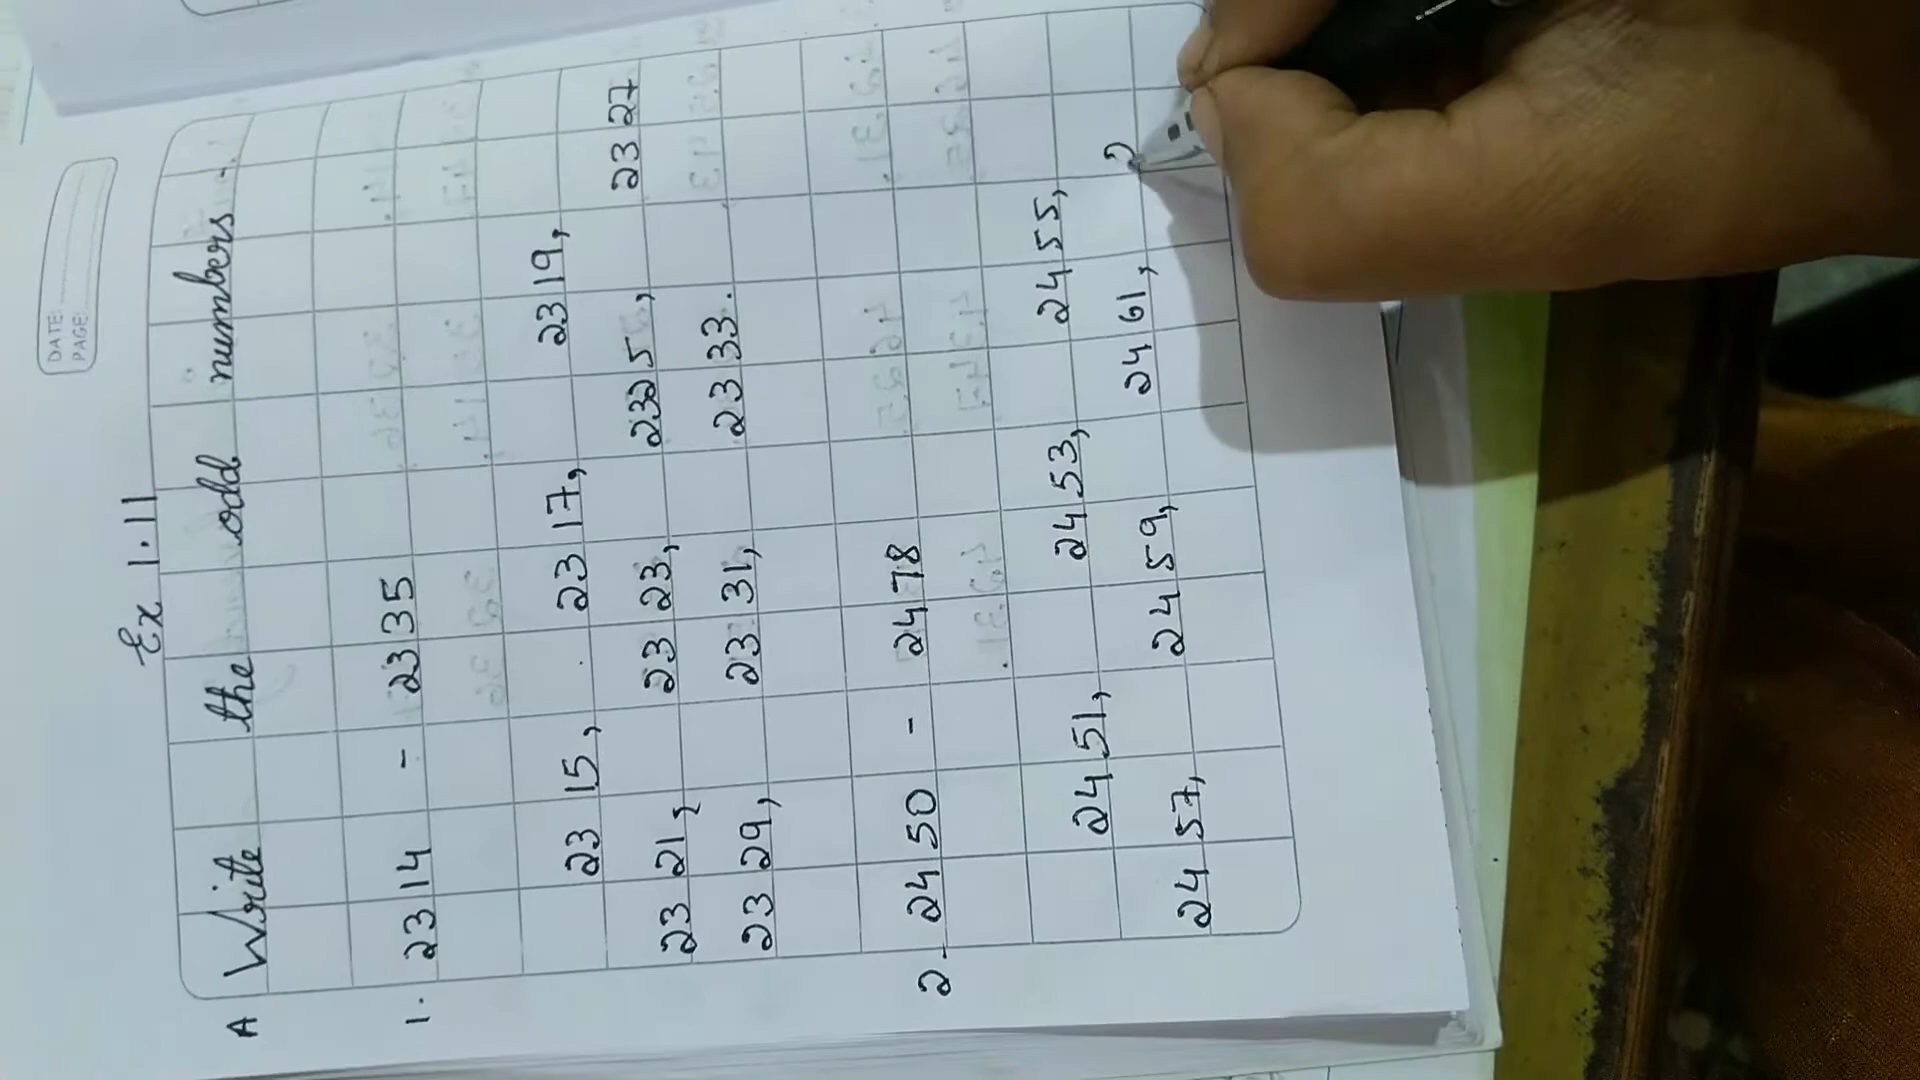 DATE:
PAGE:
Ex 1.11
A Write the odd numbers.
1. 2314 - 2335
2315, 2317, 2319,
2321, 2323, 2325, 2327
2329, 2331, 2333.
2. 2450 - 2478
2451, 2453, 2455,
2457, 2459, 2461, 2